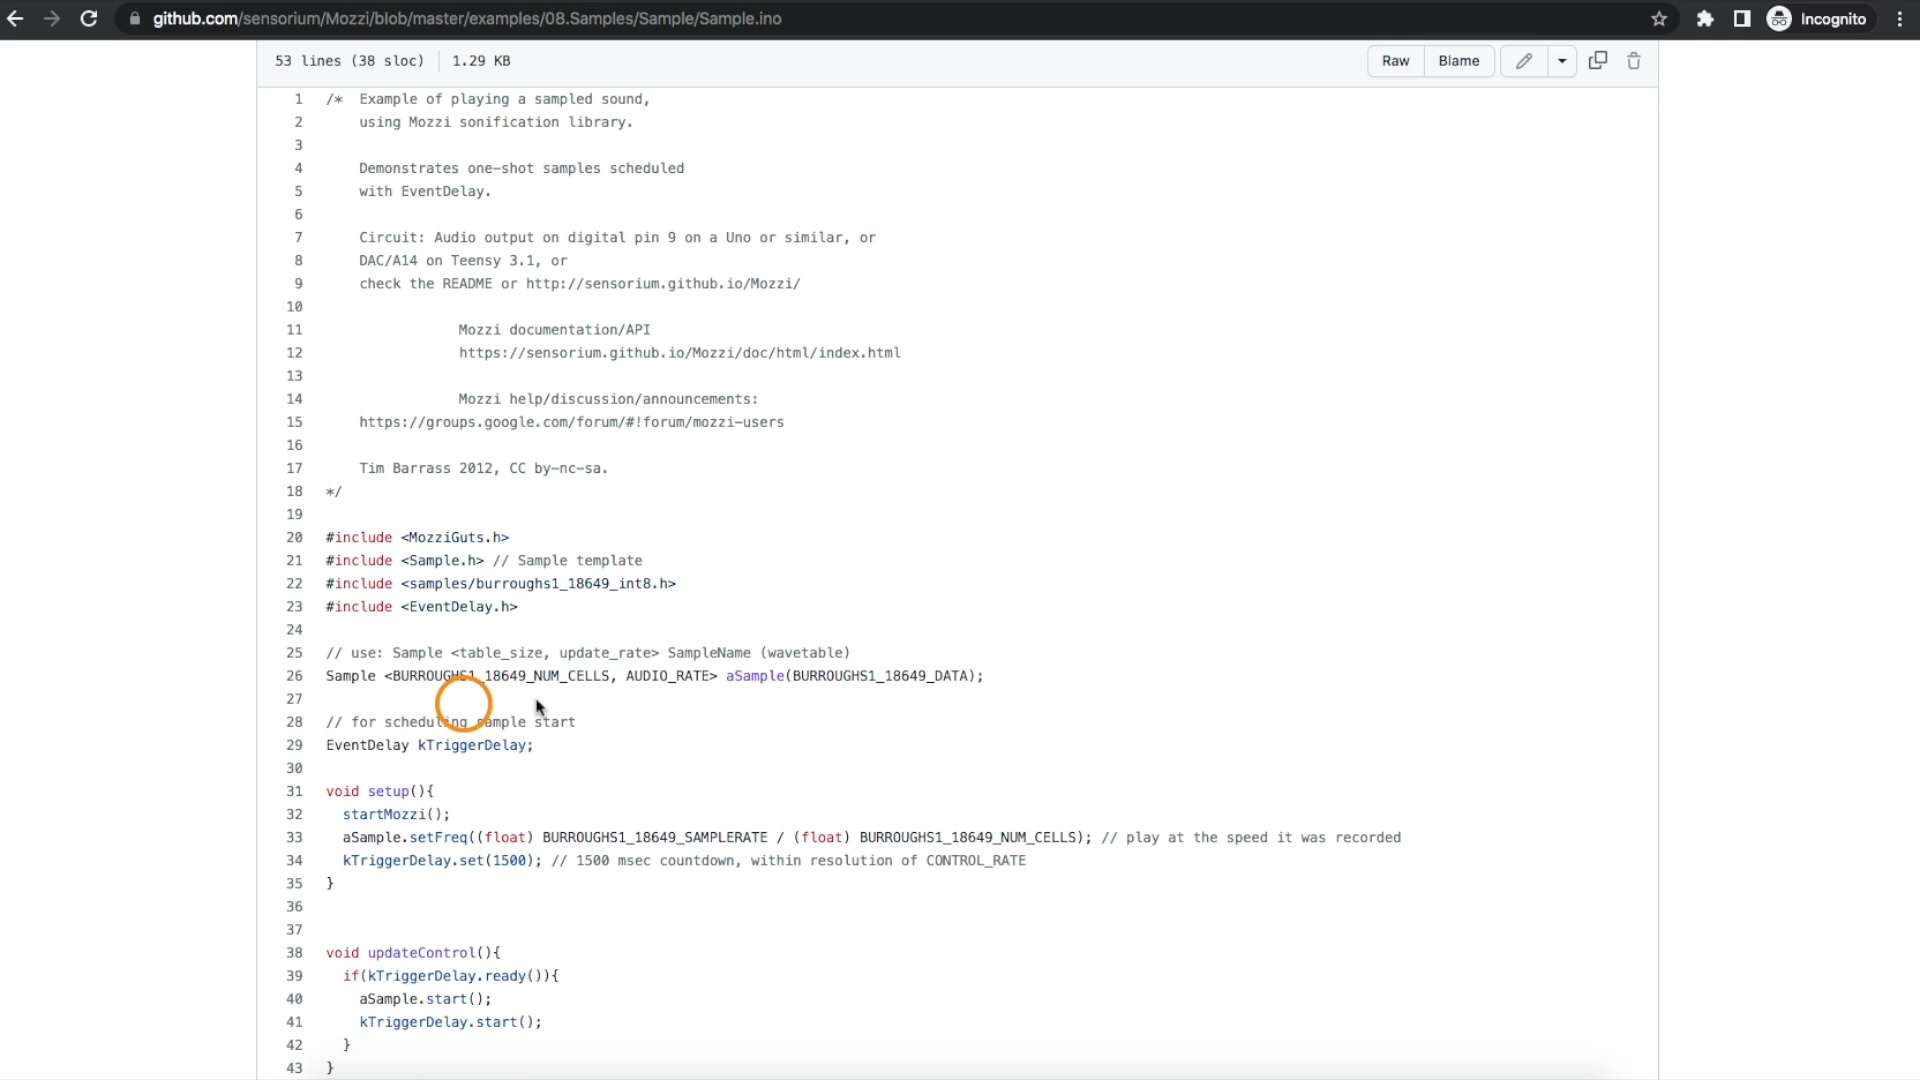 github.com/sensorium/Mozzi/blob/master/examples/08.Samples/Sample/Sample.ino
Incognito
53 lines (38 sloc) 1.29 KB
Raw Blame
1 /* Example of playing a sampled sound,
2 using Mozzi sonification library.
3
4 Demonstrates one-shot samples scheduled
5 with EventDelay.
6
7 Circuit: Audio output on digital pin 9 on a Uno or similar, or
8 DAC/A14 on Teensy 3.1, or
9 check the README or http://sensorium.github.io/Mozzi/
10
11 Mozzi documentation/API
12 https://sensorium.github.io/Mozzi/doc/html/index.html
13
14 Mozzi help/discussion/announcements:
15 https://groups.google.com/forum/#!forum/mozzi-users
16
17 Tim Barrass 2012, CC by-nc-sa.
18 */
19
20 #include <MozziGuts.h>
21 #include <Sample.h> // Sample template
22 #include <samples/burroughs1_18649_int8.h>
23 #include <EventDelay.h>
24
25 // use: Sample <table_size, update_rate> SampleName (wavetable)
26 Sample <BURROUGHS1_18649_NUM_CELLS, AUDIO_RATE> aSample(BURROUGHS1_18649_DATA);
27
28 // for scheduling sample start
29 EventDelay kTriggerDelay;
30
31 void setup(){
32 startMozzi();
33 aSample.setFreq((float) BURROUGHS1_18649_SAMPLERATE / (float) BURROUGHS1_18649_NUM_CELLS); // play at the speed it was recorded
34 kTriggerDelay.set(1500); // 1500 msec countdown, within resolution of CONTROL_RATE
35 }
36
37
38 void updateControl(){
39 if(kTriggerDelay.ready()){
40 aSample.start();
41 kTriggerDelay.start();
42 }
43 }